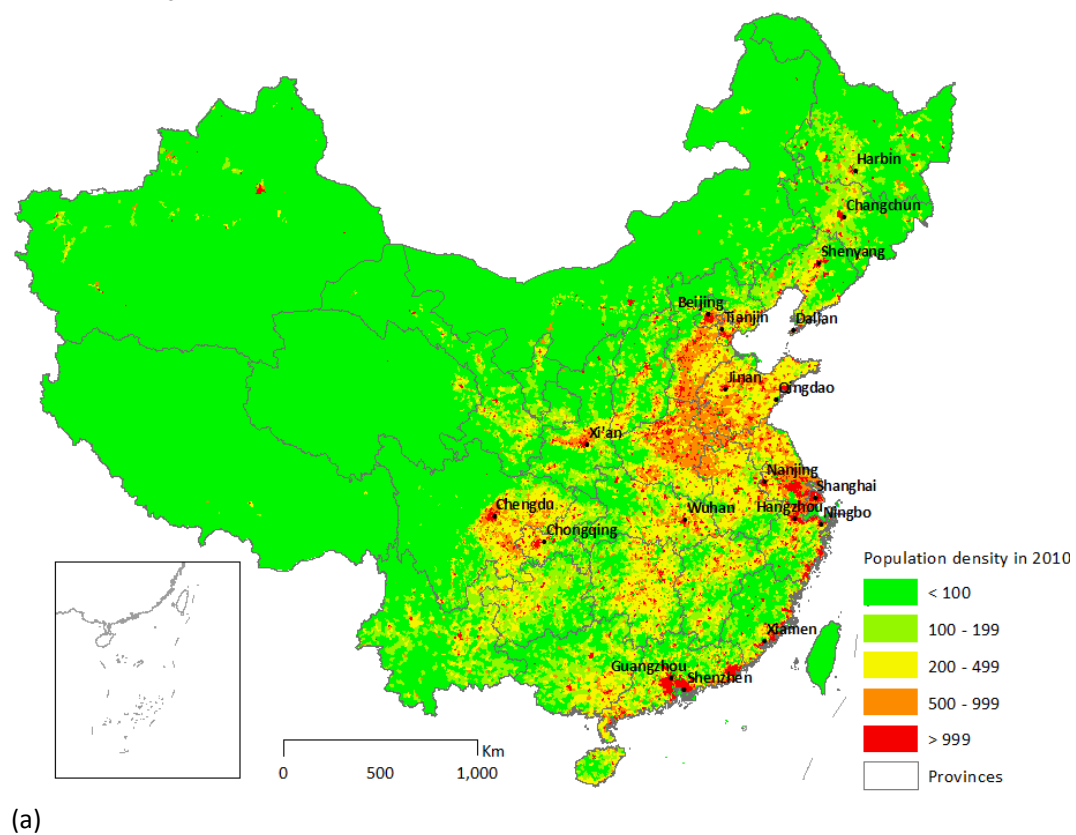 Harbin
Changchun
Shenyang
Beijing
Tianjin
Dalian
Jinan
Qingdao
Xi'an
Nanjing
Shanghai
Chengdu
Wuhan
Hangzhou
Ningbo
Chongqing
Xiamen
Guangzhou
Shenzhen
Population density in 2010
< 100
100 - 199
200 - 499
500 - 999
> 999
Provinces
Km
0 500 1,000
(a)